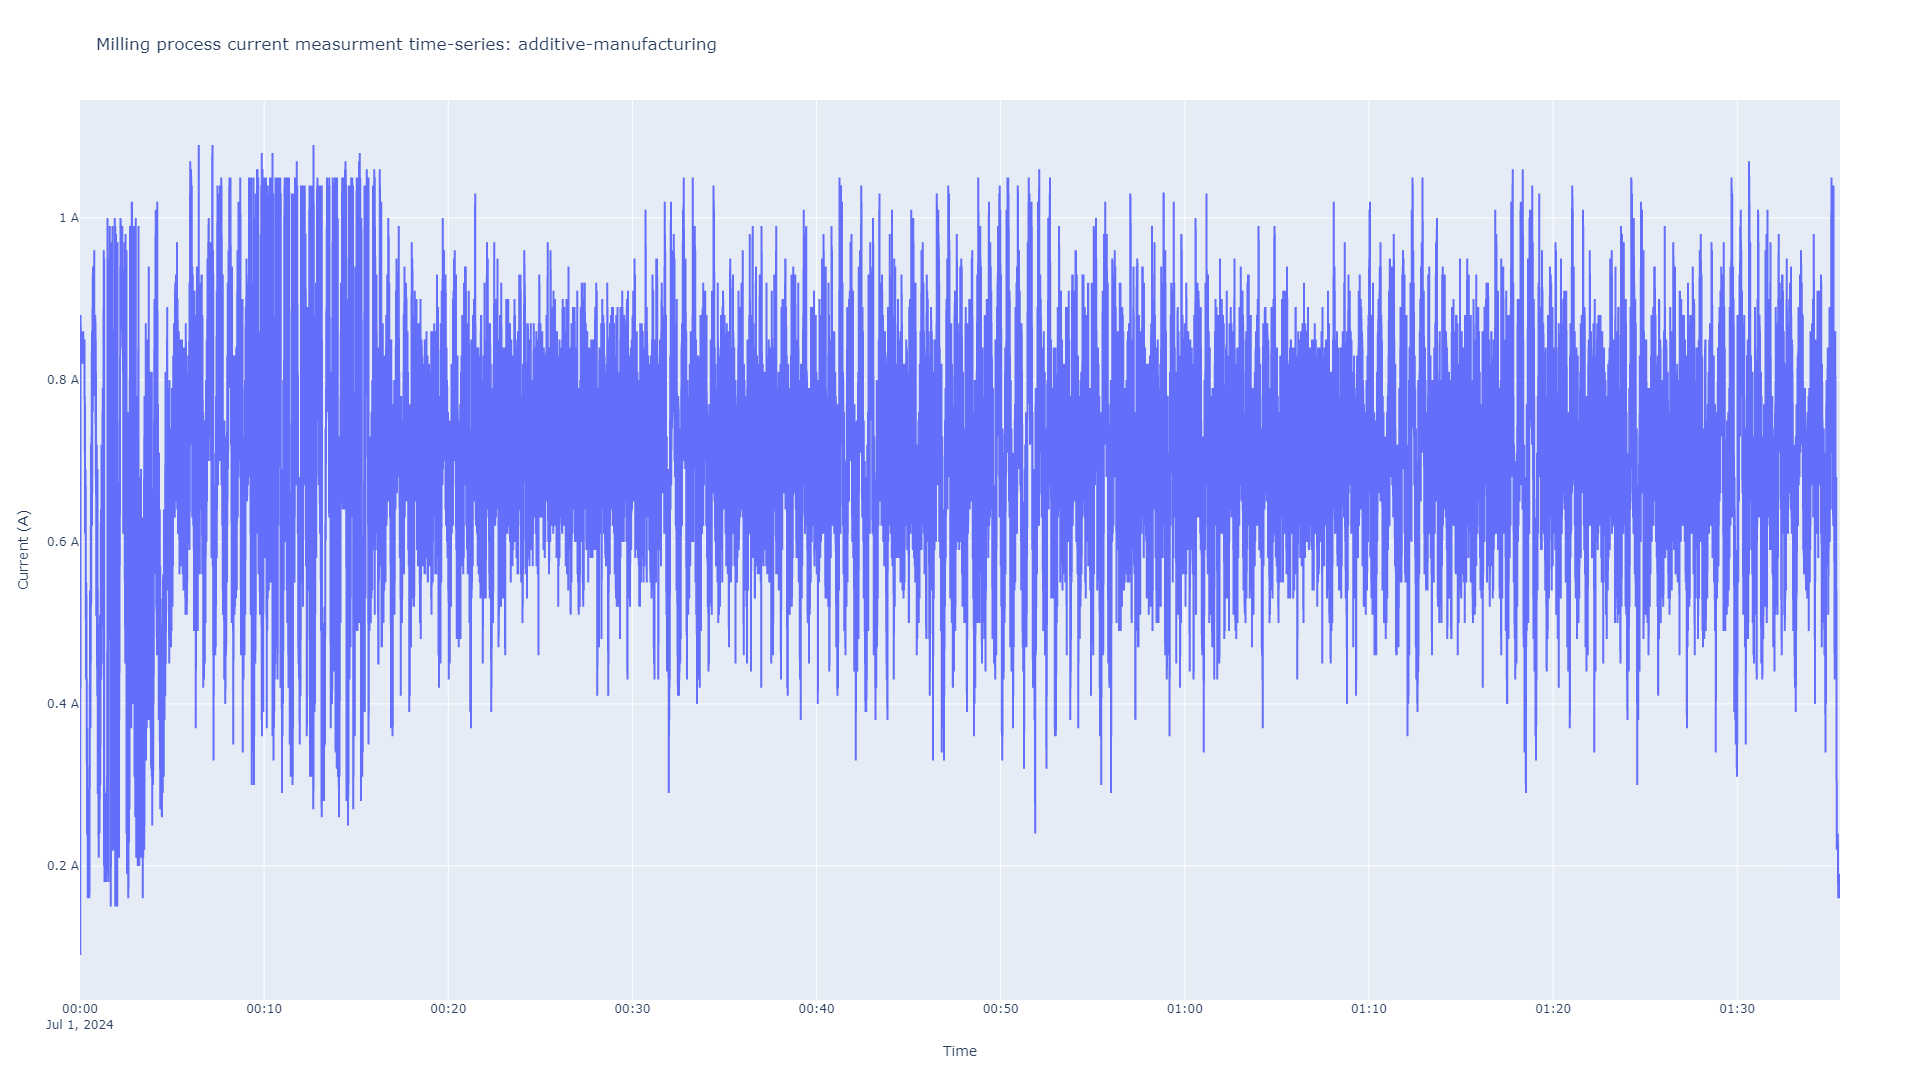 Milling process current measurment time-series: additive-manufacturing
Current (A)
1 A
0.8 A
0.6 A
0.4 A
0.2 A
00:00 00:10 00:20 00:30 00:40 00:50 01:00 01:10 01:20 01:30
Jul 1, 2024
Time